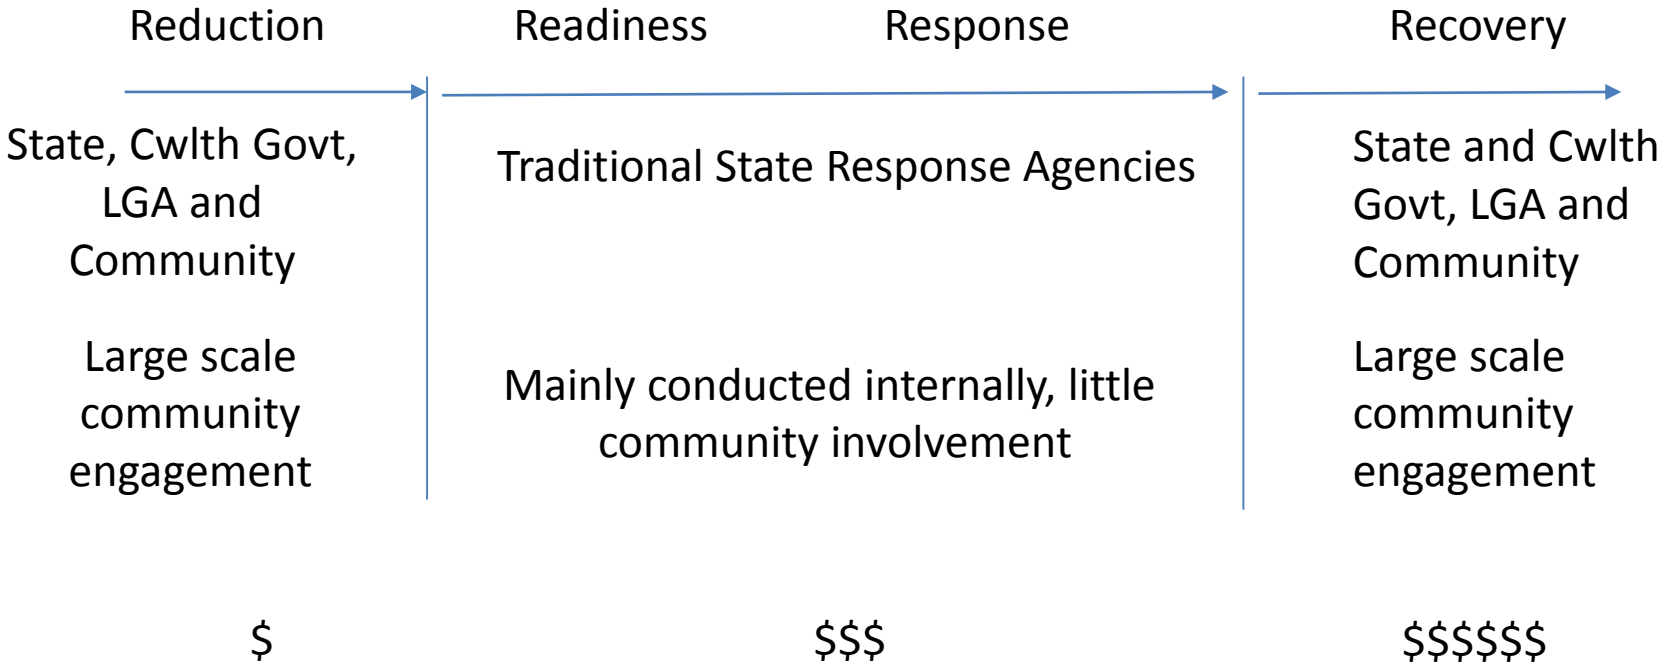 Reduction
Readiness
Response
Recovery
State, Cwlth Govt,
LGA and
Community
Traditional State Response Agencies
State and Cwlth
Govt, LGA and
Community
Large scale
community
engagement
Mainly conducted internally, little
community involvement
Large scale
community
engagement
$
$$$
$$$$$$